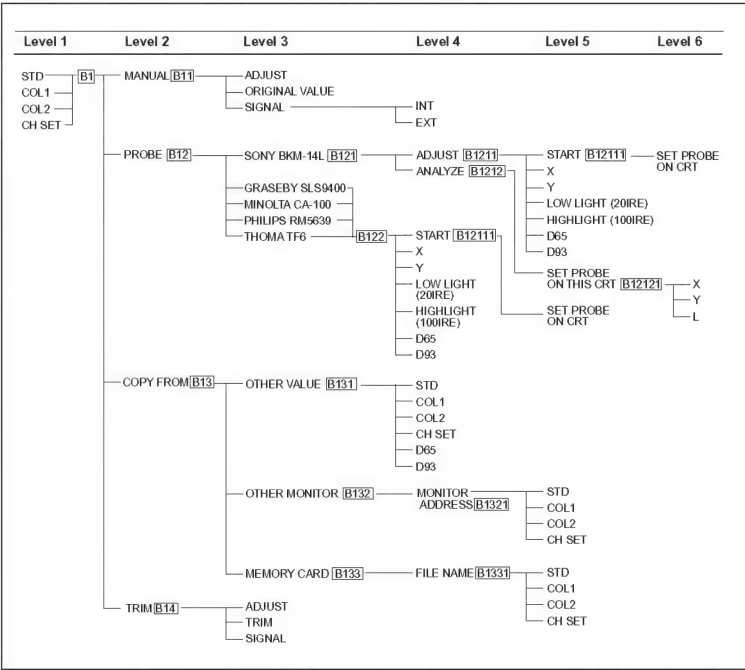 Level 1 Level 2 Level 3 Level 4 Level 5 Level 6
STD B1 MANUAL B11 ADJUST
COL1 ORIGINAL VALUE
COL2 SIGNAL INT
CH SET EXT
PROBE B12 SONY BKM-14L B121 ADJUST B1211 START B12111 SET PROBE
ANALYZE B1212 X ON CRT
GRASEBY SLS9400 Y
MINOLTA CA-100 LOW LIGHT (20IRE)
PHILIPS RM5639 HIGHLIGHT (100IRE)
THOMA TF6 B122 START B12111 D65
X D93
Y SET PROBE
LOW LIGHT ON THIS CRT B12121 X
(20IRE) Y
HIGHLIGHT SET PROBE L
(100IRE) ON CRT
D65
D93
COPY FROM B13 OTHER VALUE B131 STD
COL1
COL2
CH SET
D65
D93
OTHER MONITOR B132 MONITOR STD
ADDRESS B1321 COL1
COL2
CH SET
MEMORY CARD B133 FILE NAME B1331 STD
COL1
TRIM B14 ADJUST COL2
TRIM CH SET
SIGNAL